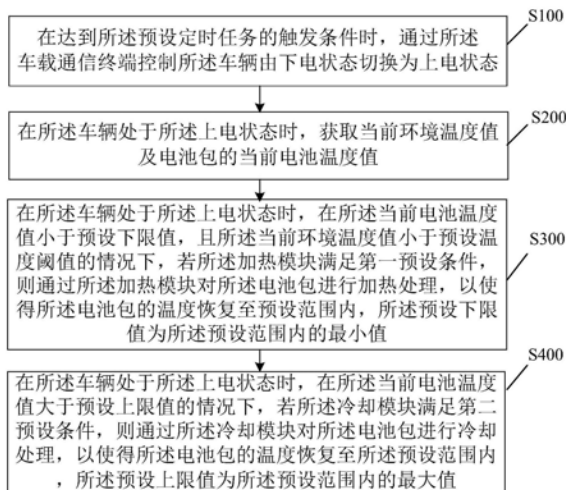 S100
在达到所述预设定时任务的触发条件时，通过所述
车载通信终端控制所述车辆由下电状态切换为上电状态
S200
在所述车辆处于所述上电状态时，获取当前环境温度值
及电池包的当前电池温度值
S300
在所述车辆处于所述上电状态时，在所述当前电池温度
值小于预设下限值，且所述当前环境温度值小于预设温
度阈值的情况下，若所述加热模块满足第一预设条件，
则通过所述加热模块对所述电池包进行加热处理，以使
得所述电池包的温度恢复至预设范围内，所述预设下限
值为所述预设范围内的最小值
S400
在所述车辆处于所述上电状态时，在所述当前电池温度
值大于预设上限值的情况下，若所述冷却模块满足第二
预设条件，则通过所述冷却模块对所述电池包进行冷却
处理，以使得所述电池包的温度恢复至所述预设范围内
，所述预设上限值为所述预设范围内的最大值